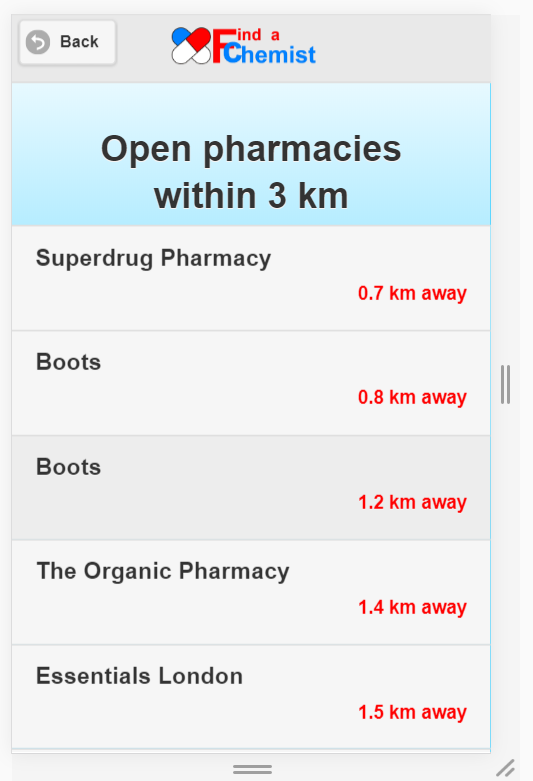 Back
Find a
Chemist
Open pharmacies
within 3 km
Superdrug Pharmacy
0.7 km away
Boots
0.8 km away
Boots
1.2 km away
The Organic Pharmacy
1.4 km away
Essentials London
1.5 km away